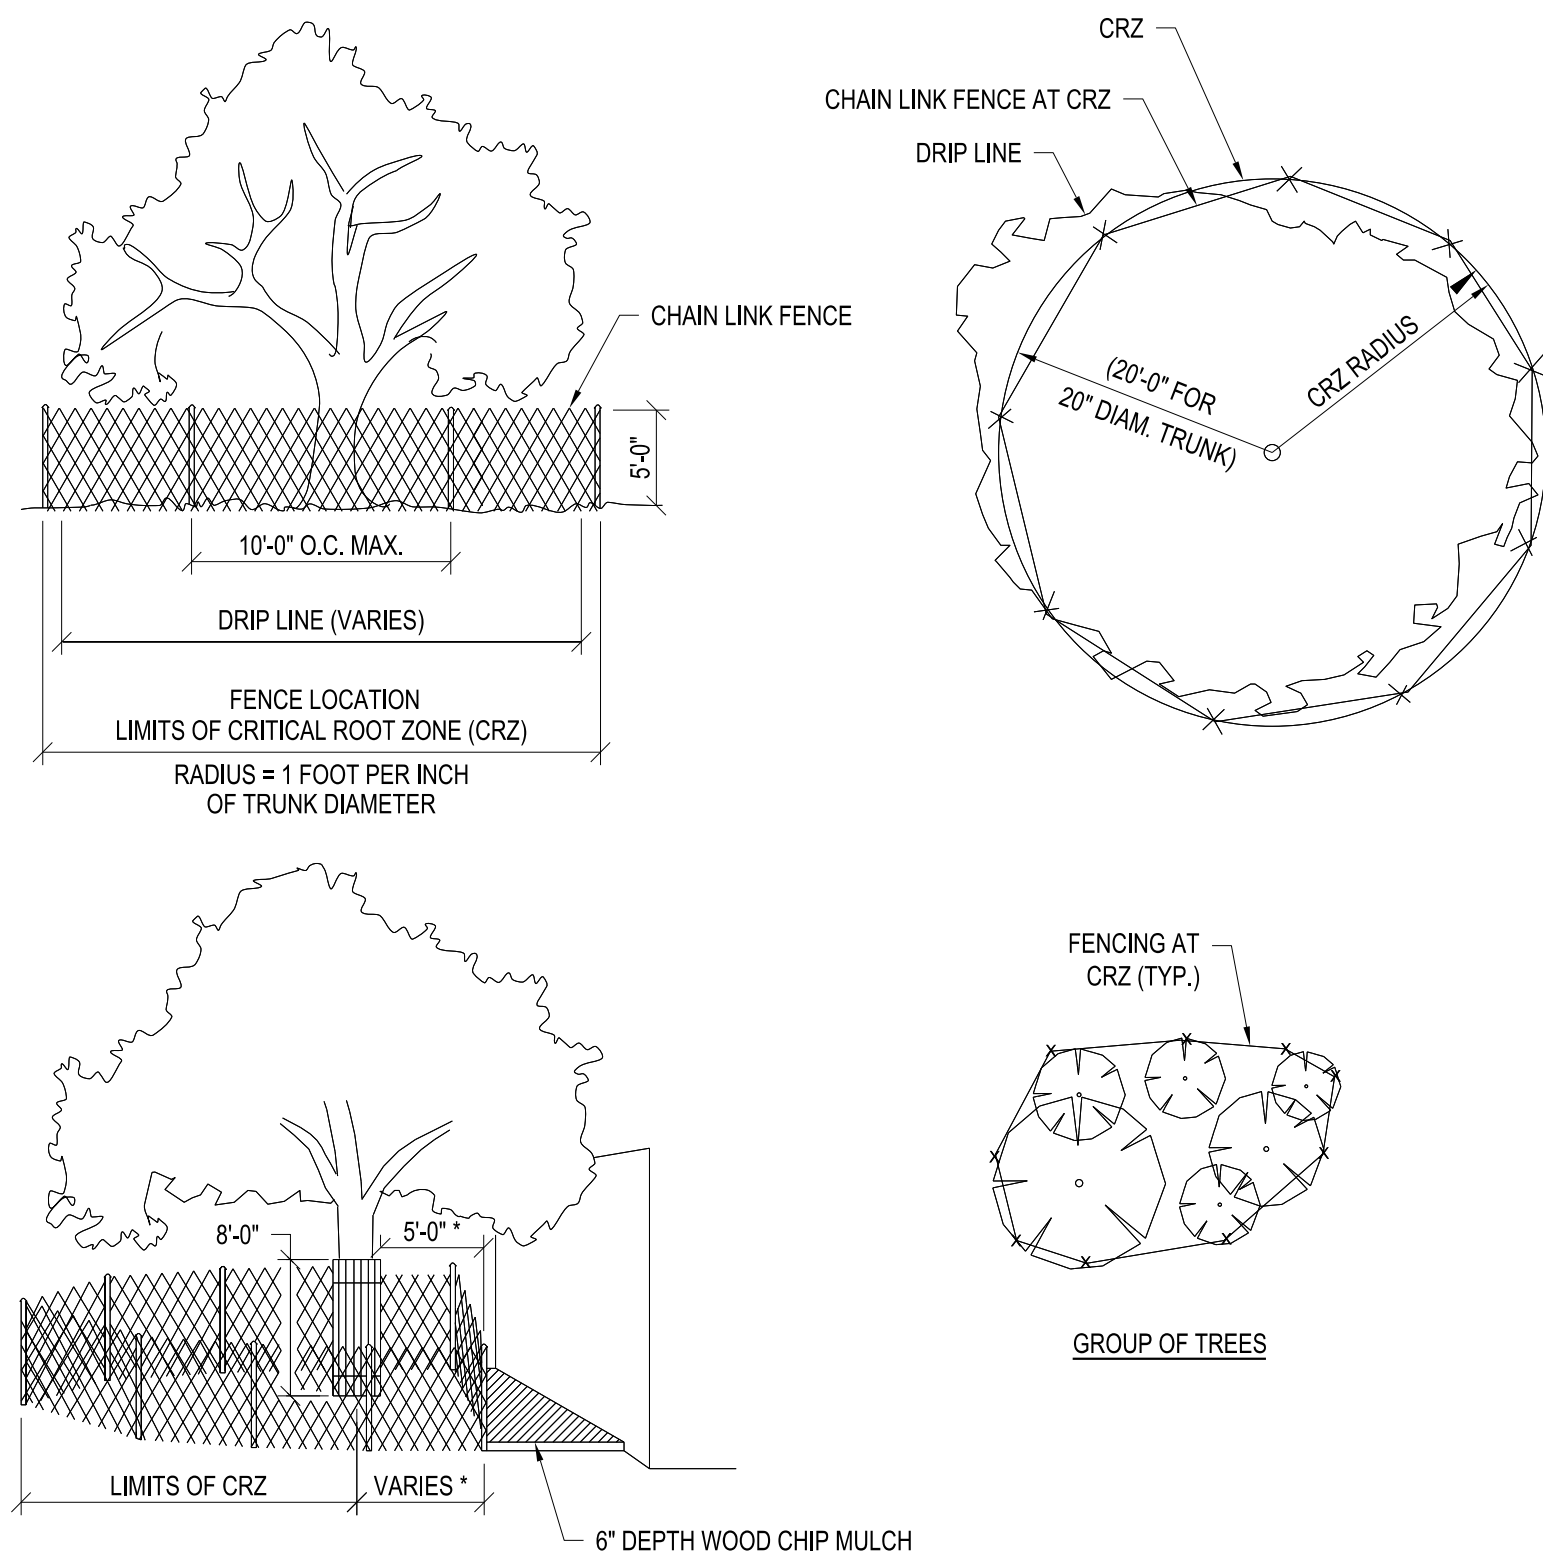 CHAIN LINK FENCE
5'-0"
10'-0" O.C. MAX.
DRIP LINE (VARIES)
FENCE LOCATION
LIMITS OF CRITICAL ROOT ZONE (CRZ)
RADIUS = 1 FOOT PER INCH
OF TRUNK DIAMETER
CRZ
CHAIN LINK FENCE AT CRZ
DRIP LINE
(20'-0" FOR
20" DIAM. TRUNK)
CRZ RADIUS
8'-0"
5'-0" *
LIMITS OF CRZ
VARIES *
6" DEPTH WOOD CHIP MULCH
FENCING AT
CRZ (TYP.)
GROUP OF TREES